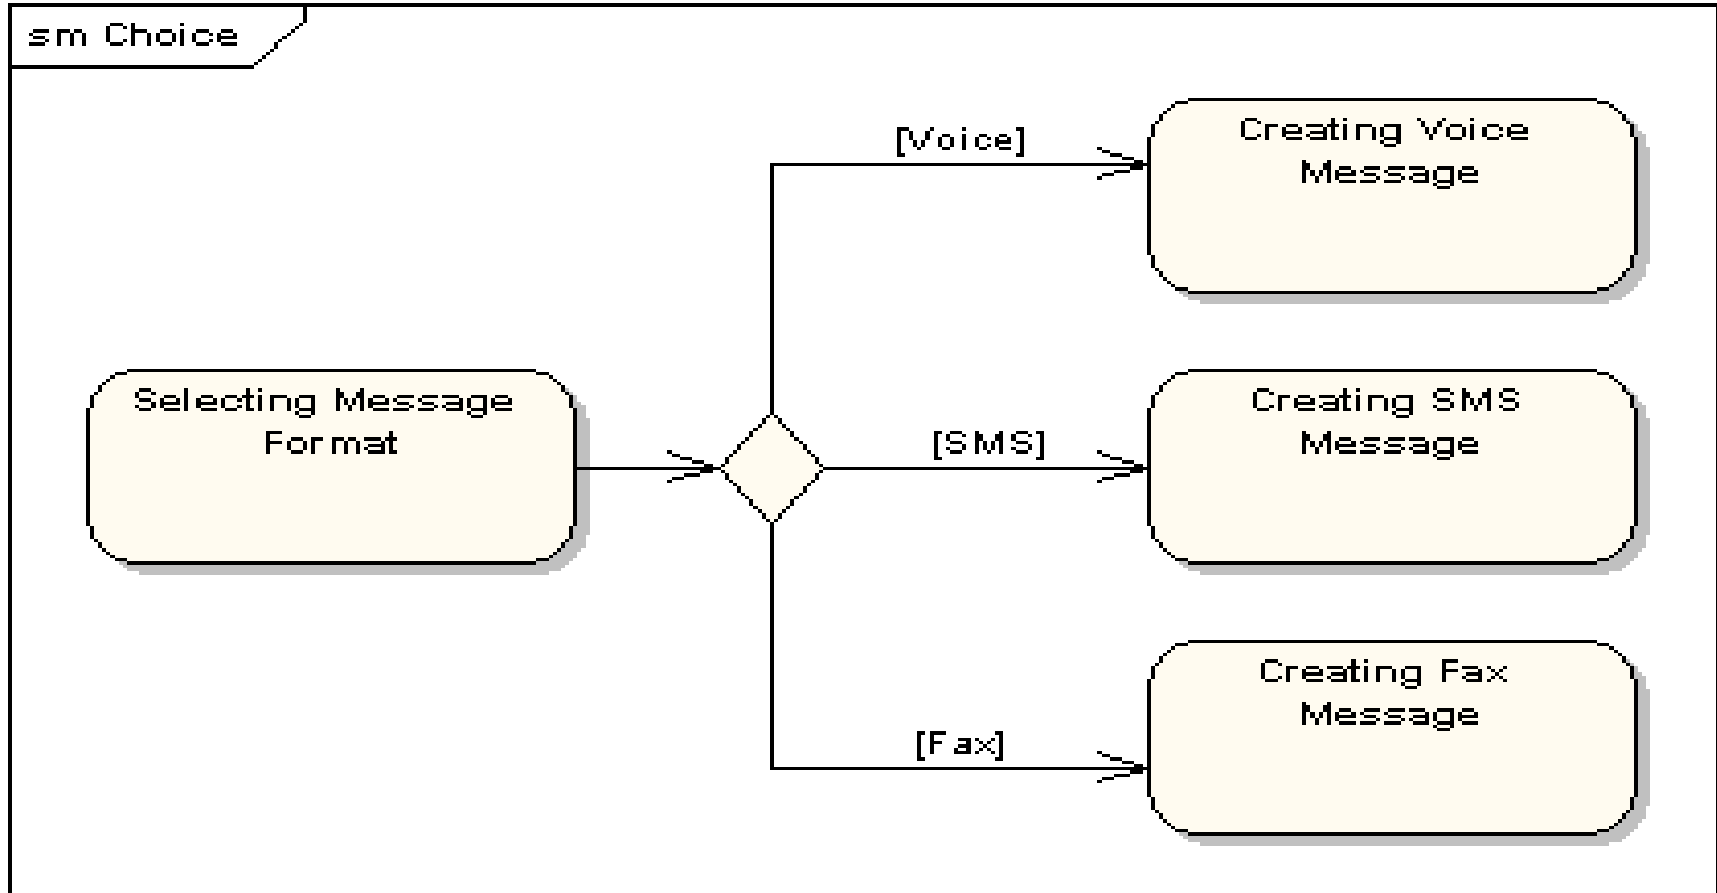 sm Choice
[Voice]
Creating Voice
Message
Selecting Message
Format
[SMS]
Creating SMS
Message
[Fax]
Creating Fax
Message